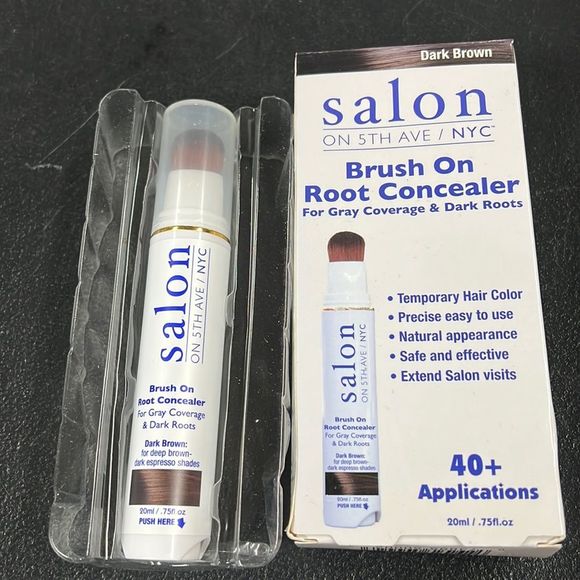 salon
ON 5TH AVE / NYC
Brush On
Root Concealer
For Gray Coverage
& Dark Roots
Dark Brown:
for deep brown-
dark espresso shades
20ml / .75fl.oz
PUSH HERE
Dark Brown
salon
ON 5TH AVE / NYC™
Brush On
Root Concealer
For Gray Coverage & Dark Roots
• Temporary Hair Color
• Precise easy to use
• Natural appearance
• Safe and effective
• Extend Salon visits
salon
ON 5TH AVE / NYC
Brush On
Root Concealer
For Gray Coverage
& Dark Roots
Dark Brown:
for deep brown-
dark espresso shades
20ml / .75fl.oz
PUSH HERE
40+
Applications
20ml / .75fl.oz